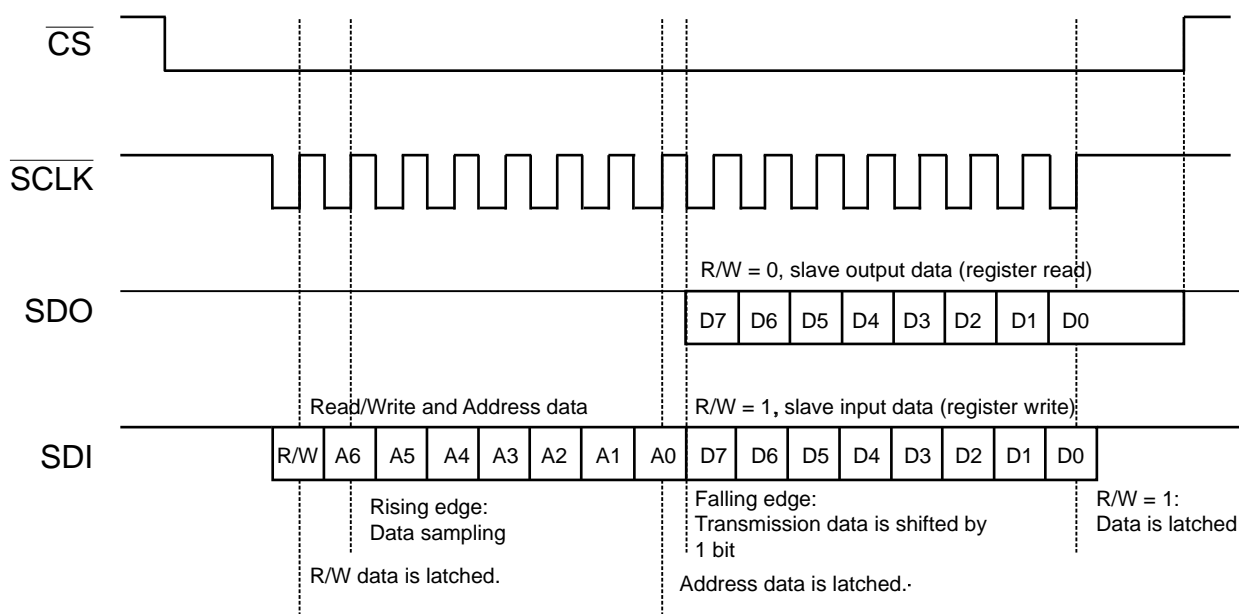 CS
SCLK
R/W = 0, slave output data (register read)
SDO
D7 D6 D5 D4 D3 D2 D1 D0
Read/Write and Address data
R/W = 1, slave input data (register write)
SDI
R/W A6 A5 A4 A3 A2 A1 A0 D7 D6 D5 D4 D3 D2 D1 D0
Rising edge:
Data sampling
Falling edge:
Transmission data is shifted by
1 bit
R/W = 1:
Data is latched.
R/W data is latched.
Address data is latched.·